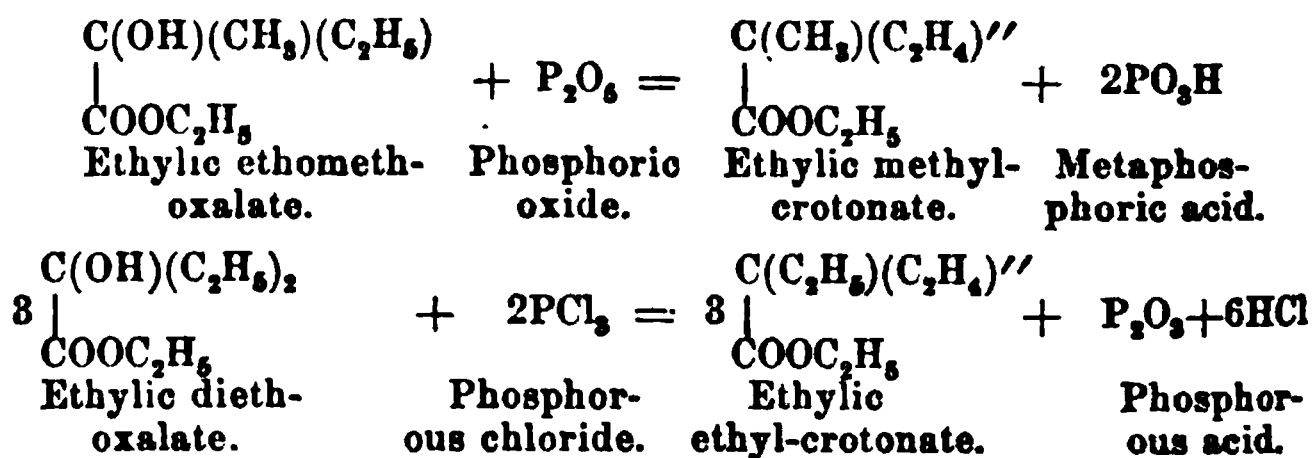 C(OH)(CH₃)(C₂H₅) C(CH₃)(C₂H₄)″
| + P₂O₅ = | + 2PO₃H
COOC₂H₅ COOC₂H₅
Ethylic ethometh- Phosphoric Ethylic methyl- Metaphos-
oxalate. oxide. crotonate. phoric acid.
C(OH)(C₂H₅)₂ C(C₂H₅)(C₂H₄)″
3 | + 2PCl₃ = 3 | + P₂O₃+6HCl
COOC₂H₅ COOC₂H₅
Ethylic dieth- Phosphor- Ethylic Phosphor-
oxalate. ous chloride. ethyl-crotonate. ous acid.